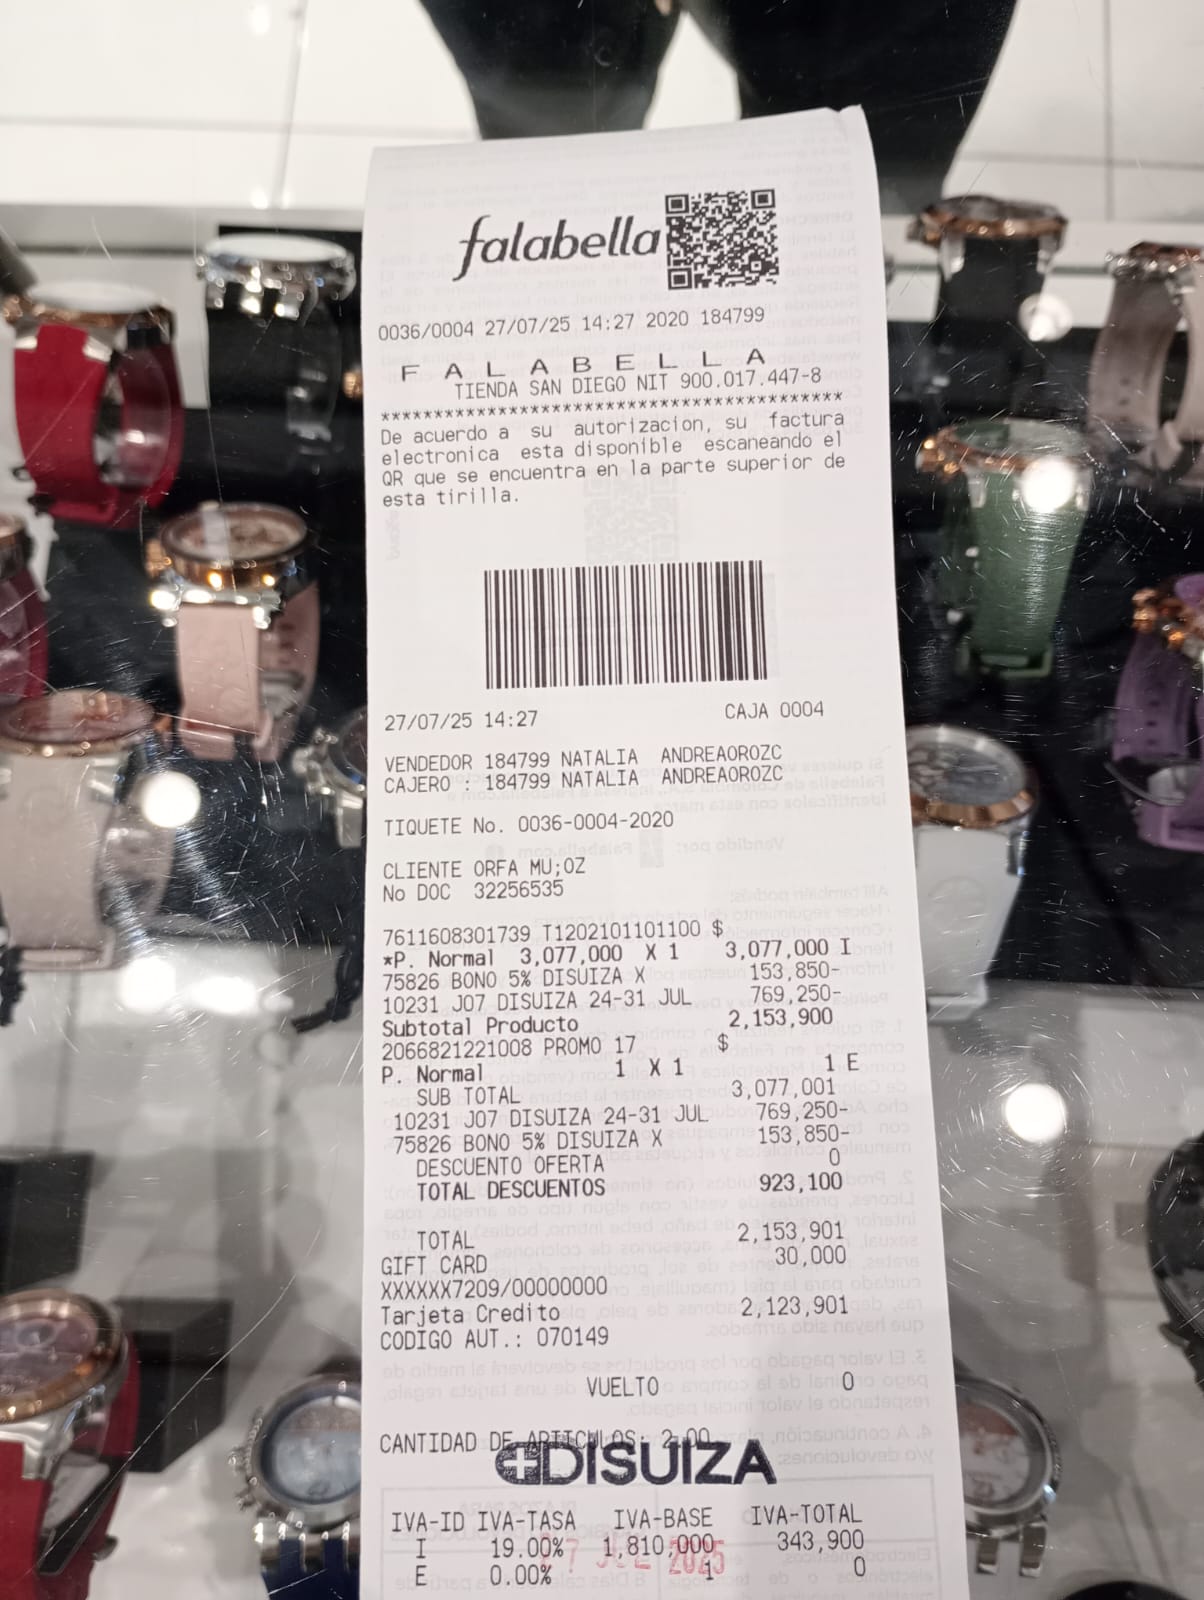 falabella
0036/0004 27/07/25 14:27 2020 184799
F A L A B E L L A
TIENDA SAN DIEGO NIT 900.017.447-8
********************************************
De acuerdo a su autorizacion, su factura
electronica esta disponible escaneando el
QR que se encuentra en la parte superior de
esta tirilla.
27/07/25 14:27 CAJA 0004
VENDEDOR 184799 NATALIA ANDREAOROZC
CAJERO : 184799 NATALIA ANDREAOROZC
TIQUETE No. 0036-0004-2020
CLIENTE ORFA MU;OZ
No DOC 32256535
7611608301739 T1202101101100 $
*P. Normal 3,077,000 X 1 3,077,000 I
75826 BONO 5% DISUIZA X 153,850-
10231 J07 DISUIZA 24-31 JUL 769,250-
Subtotal Producto 2,153,900
2066821221008 PROMO 17 $
P. Normal 1 X 1 1 E
SUB TOTAL 3,077,001
10231 J07 DISUIZA 24-31 JUL 769,250-
75826 BONO 5% DISUIZA X 153,850-
DESCUENTO OFERTA 0
TOTAL DESCUENTOS 923,100
TOTAL 2,153,901
GIFT CARD 30,000
XXXXXX7209/00000000
Tarjeta Credito 2,123,901
CODIGO AUT.: 070149
VUELTO 0
CANTIDAD DE ARTICULOS: 2.00
DISUIZA
IVA-ID IVA-TASA IVA-BASE IVA-TOTAL
I 19.00% 1,810,000 343,900
E 0.00% 1 0
2025